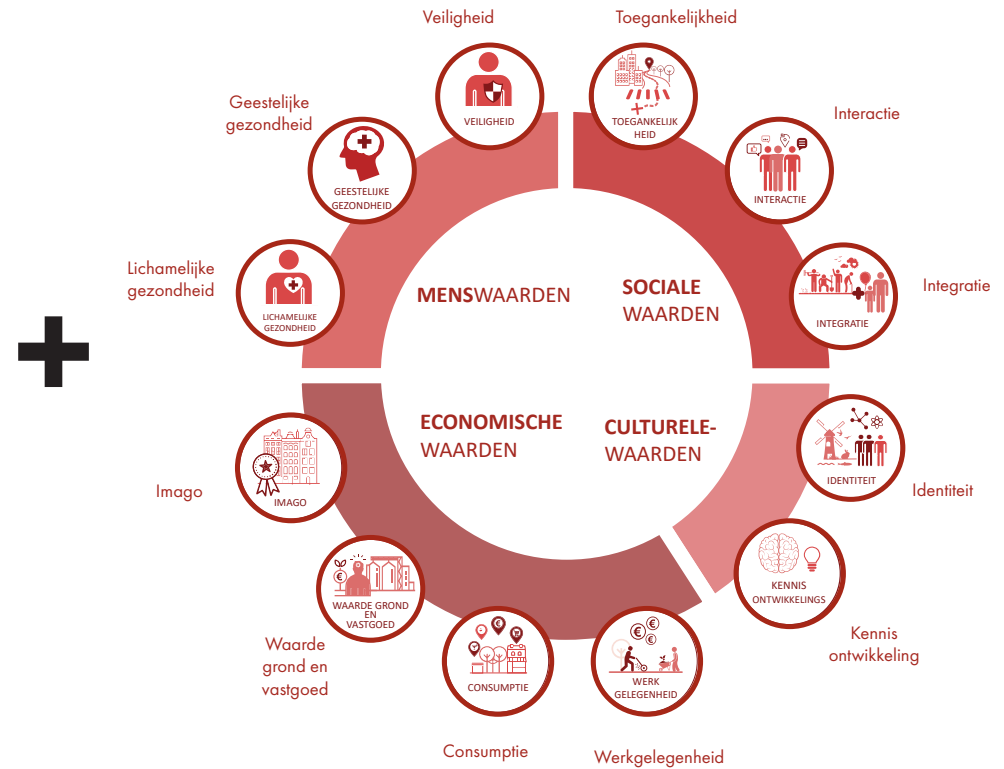 Veiligheid
Toegankelijkheid
VEILIGHEID
TOEGANKELIJK
HEID
Geestelijke
gezondheid
GEESTELIJKE
GEZONDHEID
Interactie
INTERACTIE
Lichamelijke
gezondheid
LICHAMELIJKE
GEZONDHEID
Integratie
INTEGRATIE
MENSWAARDEN
SOCIALE
WAARDEN
ECONOMISCHE
WAARDEN
CULTURELE-
WAARDEN
Imago
IMAGO
IDENTITEIT
Identiteit
WAARDE GROND
EN
VASTGOED
Waarde
grond en
vastgoed
KENNIS
ONTWIKKELINGS
Kennis
ontwikkeling
CONSUMPTIE
Consumptie
WERK
GELEGENHEID
Werkgelegenheid